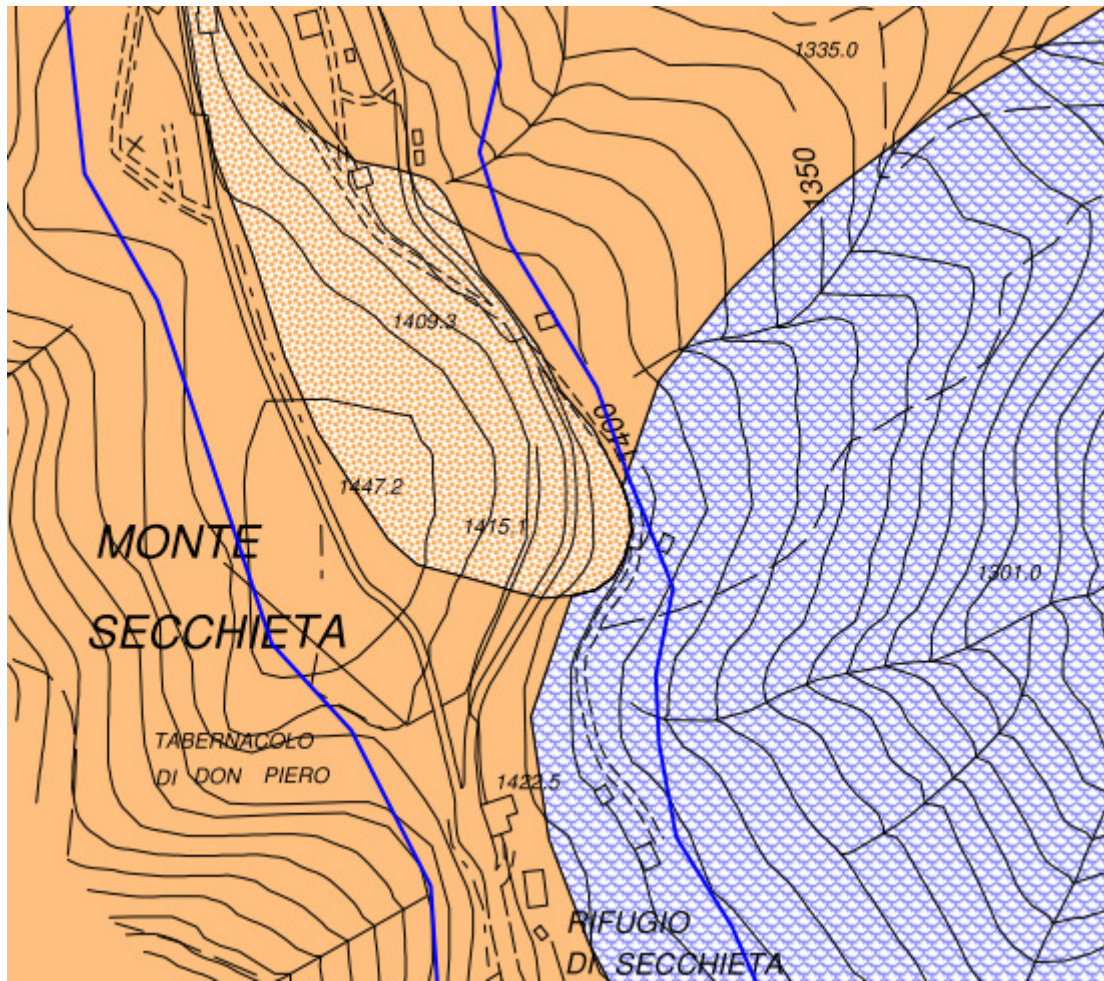 1335.0
1350
1409.3
1400
1447.2
1415.1
MONTE
SECCHIETA
1301.0
TABERNACOLO
DI DON PIERO
1422.5
RIFUGIO
DI SECCHIETA